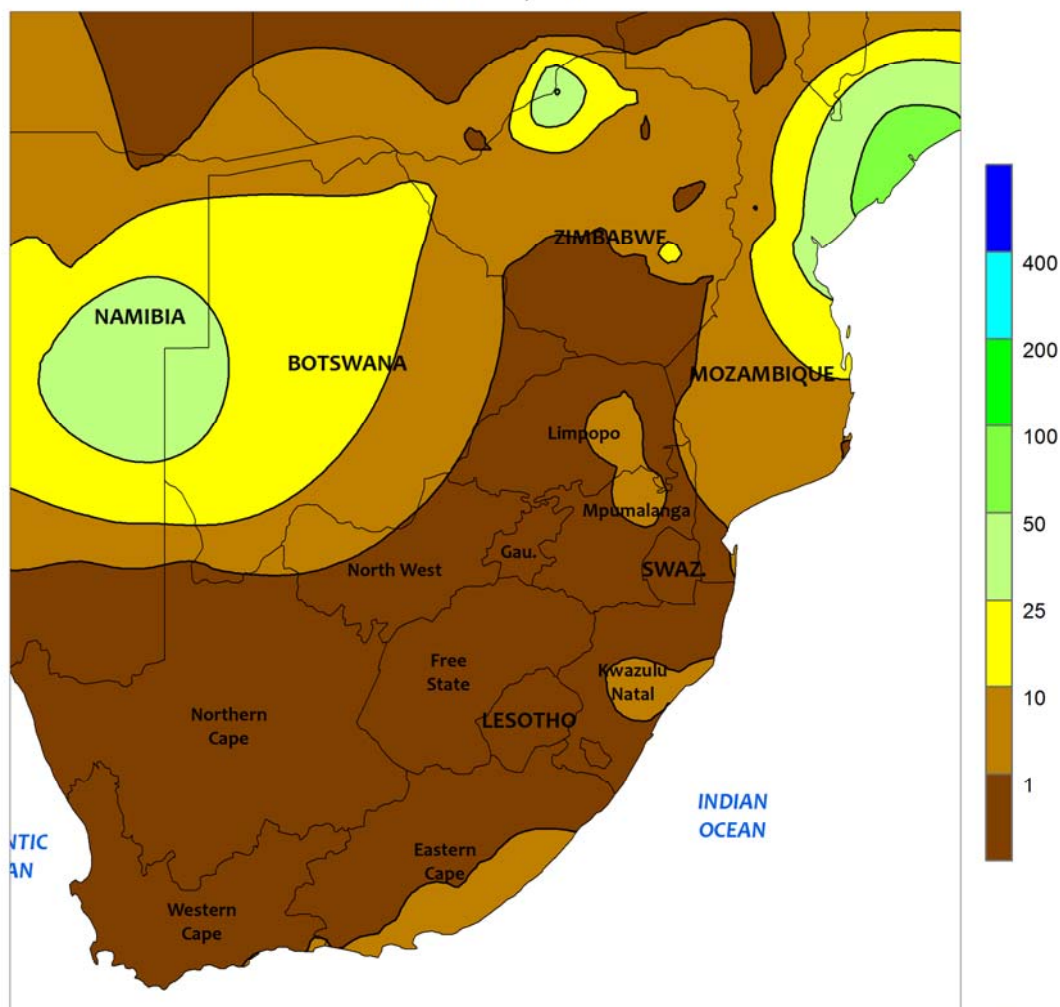 ZIMBABWE
NAMIBIA
BOTSWANA
MOZAMBIQUE
Limpopo
Mpumalanga
Gau.
North West
SWAZ.
Free
State
Kwazulu
Natal
Northern
Cape
LESOTHO
INDIAN
OCEAN
NTIC
AN
Eastern
Cape
Western
Cape
400
200
100
50
25
10
1